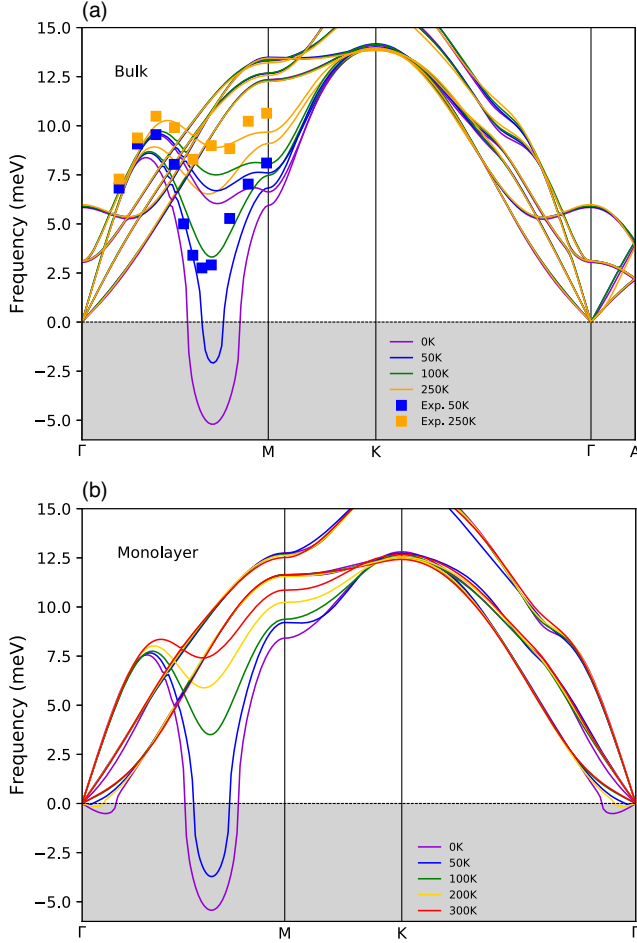 (a)
Bulk
Frequency (meV)
15.0
12.5
10.0
7.5
5.0
2.5
0.0
−2.5
−5.0
0K
50K
100K
250K
Exp. 50K
Exp. 250K
Γ M K Γ A
(b)
Monolayer
Frequency (meV)
15.0
12.5
10.0
7.5
5.0
2.5
0.0
−2.5
−5.0
0K
50K
100K
200K
300K
Γ M K Γ